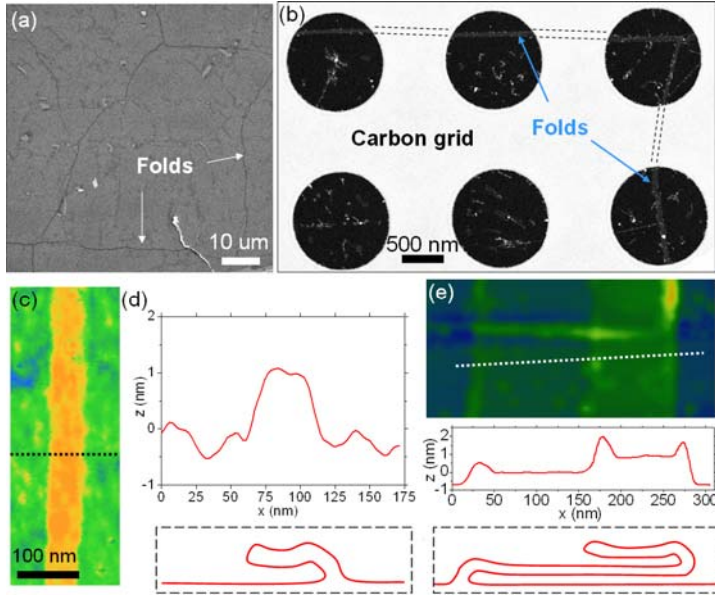 (a)
Folds
10 um
(b)
Folds
Carbon grid
500 nm
(c)
100 nm
(d)
2
1
0
-1
z (nm)
0 25 50 75 100 125 150 175
x (nm)
(e)
2
1
0
-1
z (nm)
0 50 100 150 200 250 300
x (nm)